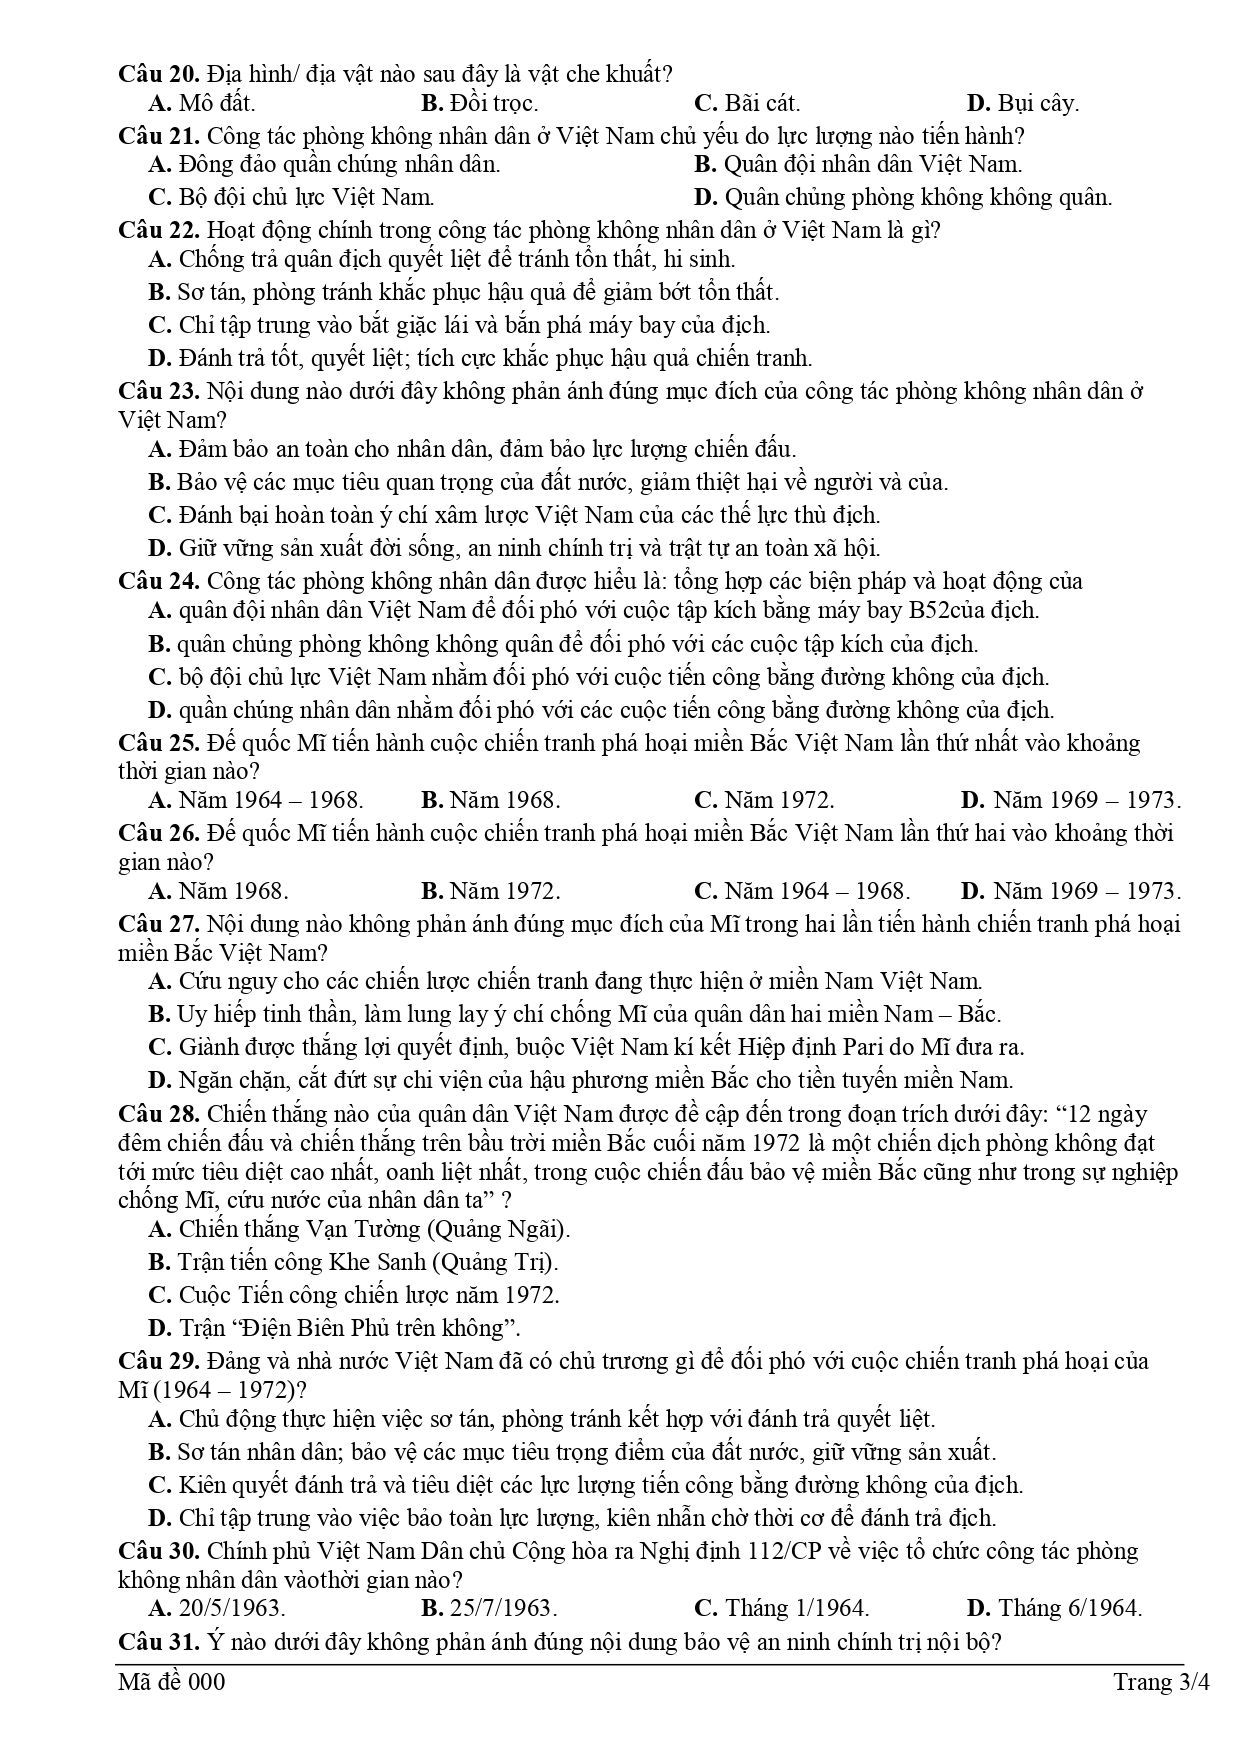 Câu 20. Địa hình/ địa vật nào sau đây là vật che khuất?
A. Mô đất. B. Đồi trọc. C. Bãi cát. D. Bụi cây.
Câu 21. Công tác phòng không nhân dân ở Việt Nam chủ yếu do lực lượng nào tiến hành?
A. Đông đảo quần chúng nhân dân. B. Quân đội nhân dân Việt Nam.
C. Bộ đội chủ lực Việt Nam. D. Quân chủng phòng không không quân.
Câu 22. Hoạt động chính trong công tác phòng không nhân dân ở Việt Nam là gì?
A. Chống trả quân địch quyết liệt để tránh tổn thất, hi sinh.
B. Sơ tán, phòng tránh khắc phục hậu quả để giảm bớt tổn thất.
C. Chỉ tập trung vào bắt giặc lái và bắn phá máy bay của địch.
D. Đánh trả tốt, quyết liệt; tích cực khắc phục hậu quả chiến tranh.
Câu 23. Nội dung nào dưới đây không phản ánh đúng mục đích của công tác phòng không nhân dân ở
Việt Nam?
A. Đảm bảo an toàn cho nhân dân, đảm bảo lực lượng chiến đấu.
B. Bảo vệ các mục tiêu quan trọng của đất nước, giảm thiệt hại về người và của.
C. Đánh bại hoàn toàn ý chí xâm lược Việt Nam của các thế lực thù địch.
D. Giữ vững sản xuất đời sống, an ninh chính trị và trật tự an toàn xã hội.
Câu 24. Công tác phòng không nhân dân được hiểu là: tổng hợp các biện pháp và hoạt động của
A. quân đội nhân dân Việt Nam để đối phó với cuộc tập kích bằng máy bay B52của địch.
B. quân chủng phòng không không quân để đối phó với các cuộc tập kích của địch.
C. bộ đội chủ lực Việt Nam nhằm đối phó với cuộc tiến công bằng đường không của địch.
D. quần chúng nhân dân nhằm đối phó với các cuộc tiến công bằng đường không của địch.
Câu 25. Đế quốc Mĩ tiến hành cuộc chiến tranh phá hoại miền Bắc Việt Nam lần thứ nhất vào khoảng
thời gian nào?
A. Năm 1964 – 1968. B. Năm 1968. C. Năm 1972. D. Năm 1969 – 1973.
Câu 26. Đế quốc Mĩ tiến hành cuộc chiến tranh phá hoại miền Bắc Việt Nam lần thứ hai vào khoảng thời
gian nào?
A. Năm 1968. B. Năm 1972. C. Năm 1964 – 1968. D. Năm 1969 – 1973.
Câu 27. Nội dung nào không phản ánh đúng mục đích của Mĩ trong hai lần tiến hành chiến tranh phá hoại
miền Bắc Việt Nam?
A. Cứu nguy cho các chiến lược chiến tranh đang thực hiện ở miền Nam Việt Nam.
B. Uy hiếp tinh thần, làm lung lay ý chí chống Mĩ của quân dân hai miền Nam – Bắc.
C. Giành được thắng lợi quyết định, buộc Việt Nam kí kết Hiệp định Pari do Mĩ đưa ra.
D. Ngăn chặn, cắt đứt sự chi viện của hậu phương miền Bắc cho tiền tuyến miền Nam.
Câu 28. Chiến thắng nào của quân dân Việt Nam được đề cập đến trong đoạn trích dưới đây: “12 ngày
đêm chiến đấu và chiến thắng trên bầu trời miền Bắc cuối năm 1972 là một chiến dịch phòng không đạt
tới mức tiêu diệt cao nhất, oanh liệt nhất, trong cuộc chiến đấu bảo vệ miền Bắc cũng như trong sự nghiệp
chống Mĩ, cứu nước của nhân dân ta” ?
A. Chiến thắng Vạn Tường (Quảng Ngãi).
B. Trận tiến công Khe Sanh (Quảng Trị).
C. Cuộc Tiến công chiến lược năm 1972.
D. Trận “Điện Biên Phủ trên không”.
Câu 29. Đảng và nhà nước Việt Nam đã có chủ trương gì để đối phó với cuộc chiến tranh phá hoại của
Mĩ (1964 – 1972)?
A. Chủ động thực hiện việc sơ tán, phòng tránh kết hợp với đánh trả quyết liệt.
B. Sơ tán nhân dân; bảo vệ các mục tiêu trọng điểm của đất nước, giữ vững sản xuất.
C. Kiên quyết đánh trả và tiêu diệt các lực lượng tiến công bằng đường không của địch.
D. Chỉ tập trung vào việc bảo toàn lực lượng, kiên nhẫn chờ thời cơ để đánh trả địch.
Câu 30. Chính phủ Việt Nam Dân chủ Cộng hòa ra Nghị định 112/CP về việc tổ chức công tác phòng
không nhân dân vàothời gian nào?
A. 20/5/1963. B. 25/7/1963. C. Tháng 1/1964. D. Tháng 6/1964.
Câu 31. Ý nào dưới đây không phản ánh đúng nội dung bảo vệ an ninh chính trị nội bộ?
Mã đề 000 Trang 3/4